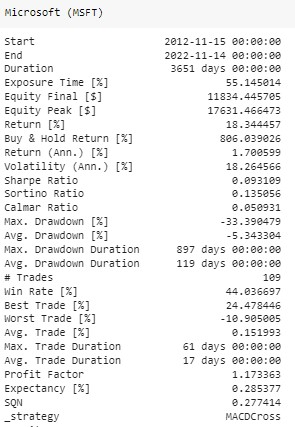 Microsoft (MSFT)
Start 2012-11-15 00:00:00
End 2022-11-14 00:00:00
Duration 3651 days 00:00:00
Exposure Time [%] 55.145014
Equity Final [$] 11834.445705
Equity Peak [$] 17631.466473
Return [%] 18.344457
Buy & Hold Return [%] 806.039026
Return (Ann.) [%] 1.700599
Volatility (Ann.) [%] 18.264566
Sharpe Ratio 0.093109
Sortino Ratio 0.135056
Calmar Ratio 0.050931
Max. Drawdown [%] -33.390479
Avg. Drawdown [%] -5.343304
Max. Drawdown Duration 897 days 00:00:00
Avg. Drawdown Duration 119 days 00:00:00
# Trades 109
Win Rate [%] 44.036697
Best Trade [%] 24.478446
Worst Trade [%] -10.905005
Avg. Trade [%] 0.151993
Max. Trade Duration 61 days 00:00:00
Avg. Trade Duration 17 days 00:00:00
Profit Factor 1.173363
Expectancy [%] 0.285377
SQN 0.277414
_strategy MACDCross